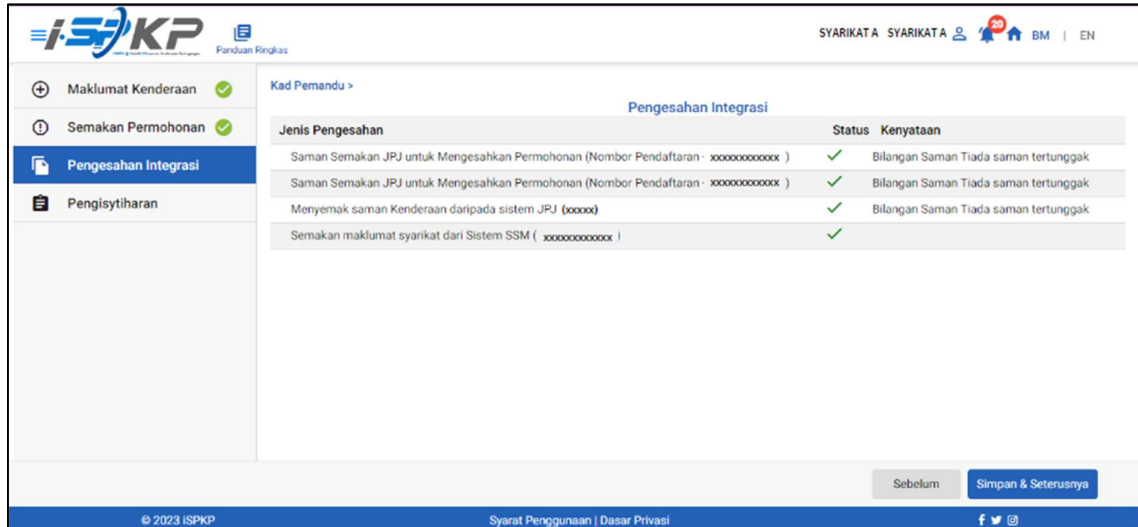 i-SPKP
Panduan Ringkas
SYARIKAT A SYARIKAT A 20 BM | EN
Maklumat Kenderaan
Semakan Permohonan
Pengesahan Integrasi
Pengisytiharan
Kad Pemandu >
Pengesahan Integrasi
Jenis Pengesahan Status Kenyataan
Saman Semakan JPJ untuk Mengesahkan Permohonan (Nombor Pendaftaran - xxxxxxxxxxxx ) Bilangan Saman Tiada saman tertunggak
Saman Semakan JPJ untuk Mengesahkan Permohonan (Nombor Pendaftaran - xxxxxxxxxxxx ) Bilangan Saman Tiada saman tertunggak
Menyemak saman Kenderaan daripada sistem JPJ (xxxxx) Bilangan Saman Tiada saman tertunggak
Semakan maklumat syarikat dari Sistem SSM ( xxxxxxxxxxxx )
Sebelum Simpan & Seterusnya
© 2023 iSPKP Syarat Penggunaan | Dasar Privasi